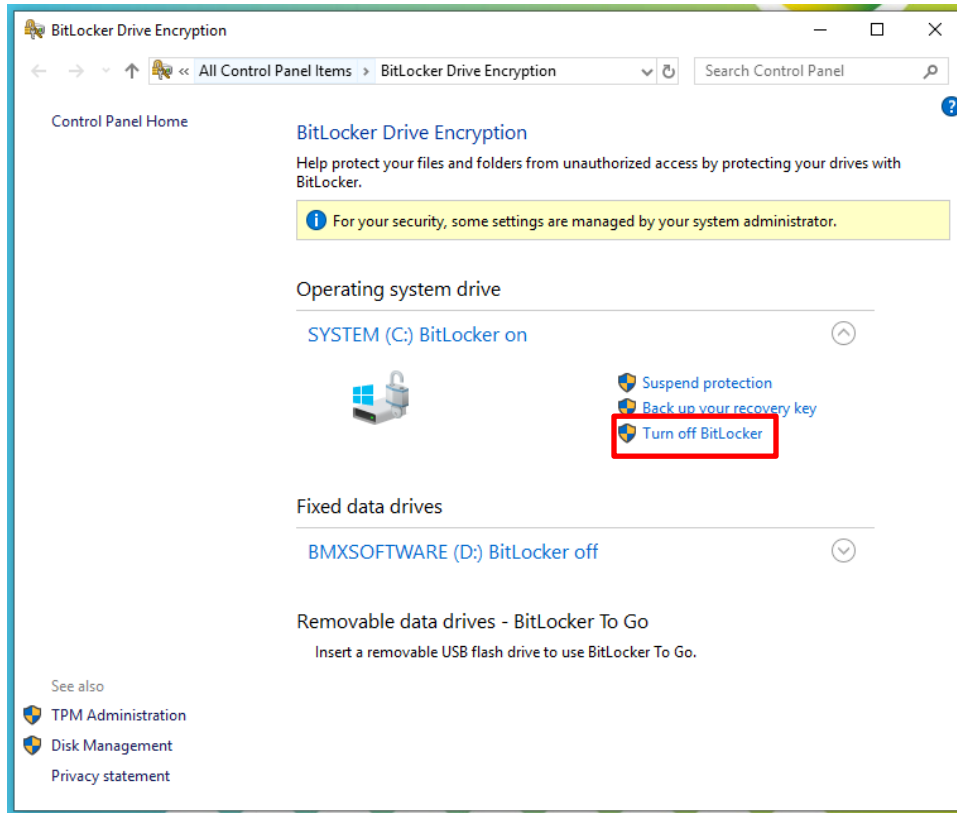 BitLocker Drive Encryption
« All Control Panel Items > BitLocker Drive Encryption
Search Control Panel
?
Control Panel Home
BitLocker Drive Encryption
Help protect your files and folders from unauthorized access by protecting your drives with
BitLocker.
i For your security, some settings are managed by your system administrator.
Operating system drive
SYSTEM (C:) BitLocker on
Suspend protection
Back up your recovery key
Turn off BitLocker
Fixed data drives
BMXSOFTWARE (D:) BitLocker off
Removable data drives - BitLocker To Go
Insert a removable USB flash drive to use BitLocker To Go.
See also
TPM Administration
Disk Management
Privacy statement